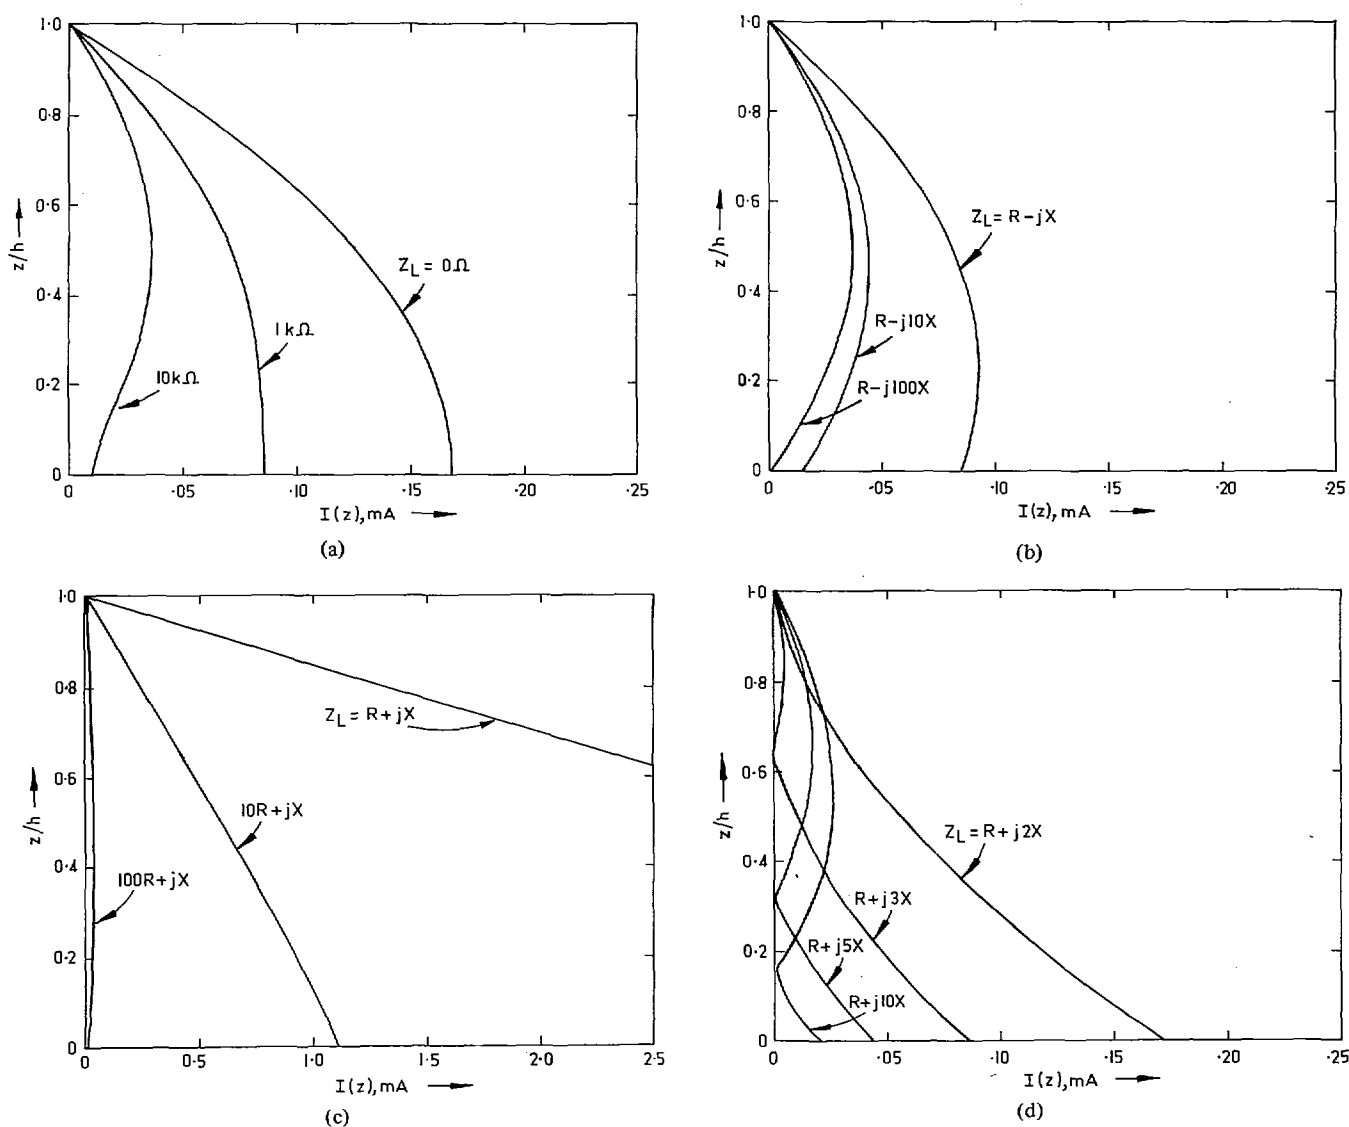 1·0
0·8
0·6
0·4
0·2
0
z/h
Z_L = 0Ω
1kΩ
10kΩ
0
·05
·10
·15
·20
·25
I(z), mA
(a)
1·0
0·8
0·6
0·4
0·2
0
z/h
Z_L = R-jX
R-j10X
R-j100X
0
·05
·10
·15
·20
·25
I(z), mA
(b)
1·0
0·8
0·6
0·4
0·2
0
z/h
Z_L = R+jX
10R+jX
100R+jX
0
0·5
1·0
1·5
2·0
2·5
I(z), mA
(c)
1·0
0·8
0·6
0·4
0·2
0
z/h
Z_L = R+j2X
R+j3X
R+j5X
R+j10X
0
·05
·10
·15
·20
·25
I(z), mA
(d)